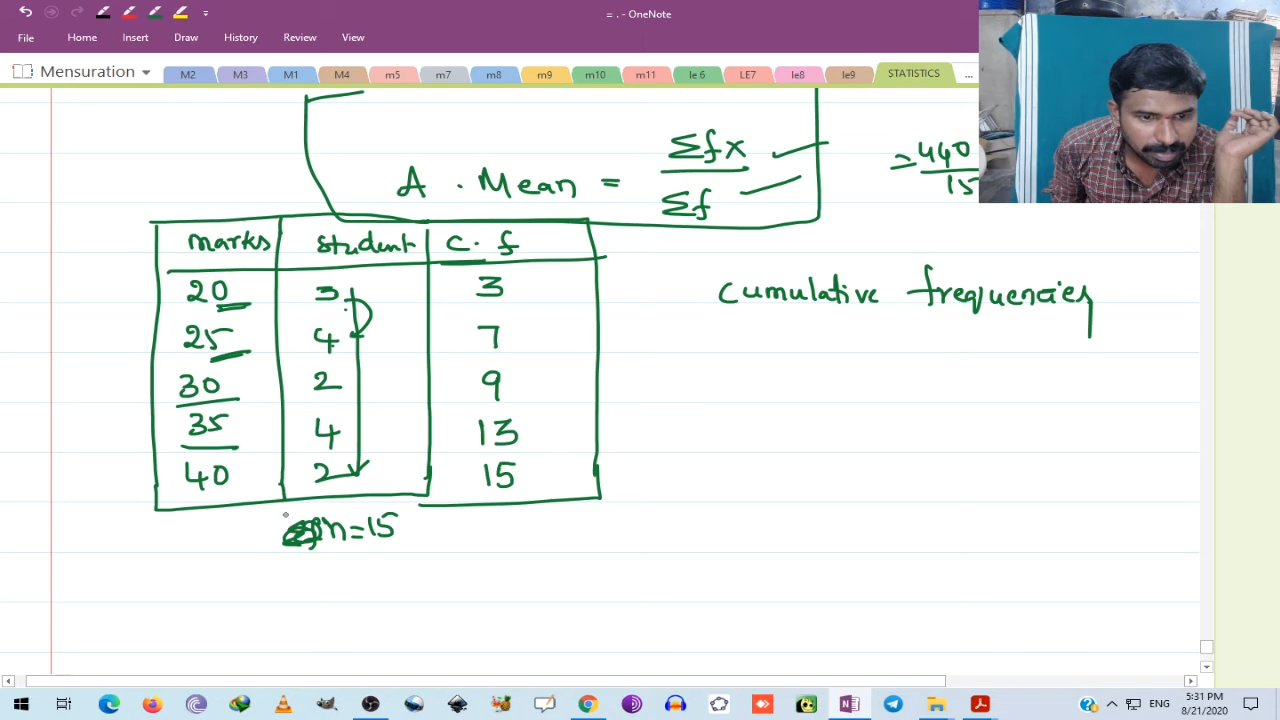 = . - OneNote
File Home Insert Draw History Review View
Mensuration M2 M3 M1 M4 m5 m7 m8 m9 m10 m11 le 6 LE7 le8 le9 STATISTICS ...
A . Mean = Σfx / Σf
= 440 / 15
marks student c. f
20 3 3
25 4 7
30 2 9
35 4 13
40 2 15
n=15
cumulative frequencies
ENG
5:31 PM
8/21/2020